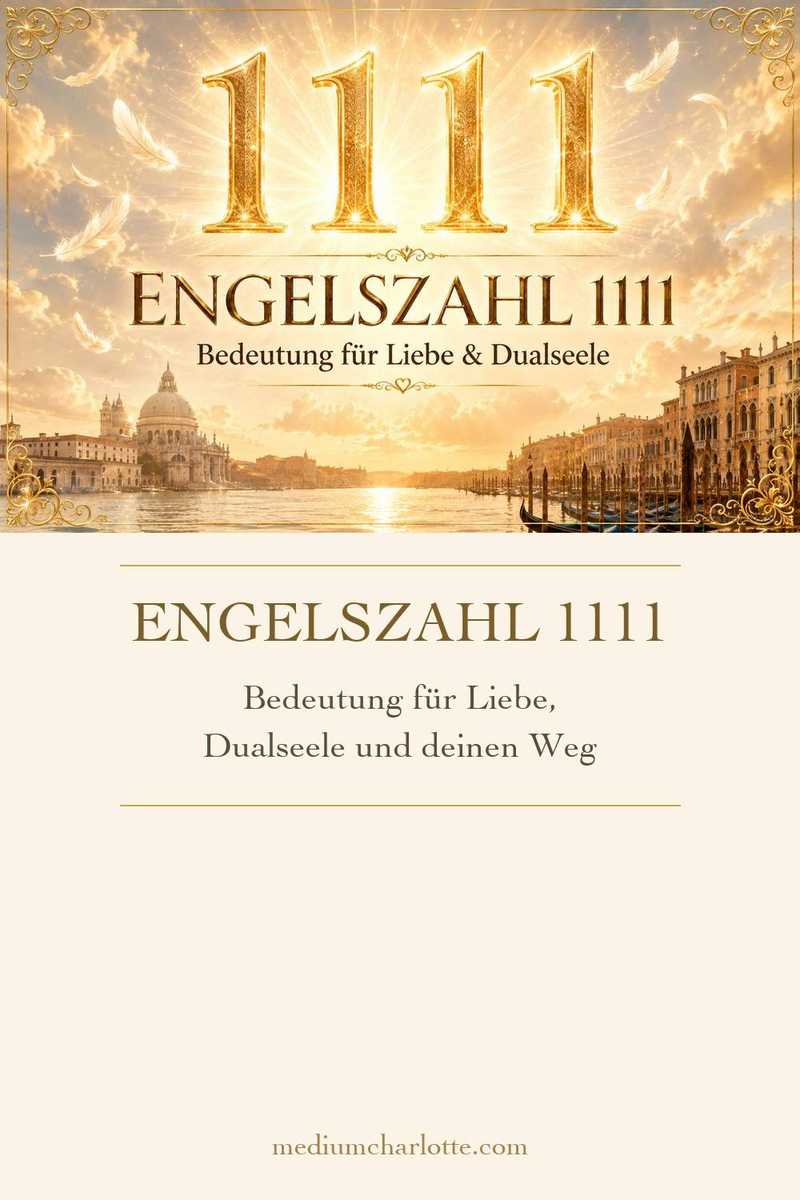 1111
ENGELSZAHL 1111
Bedeutung für Liebe & Dualseele
ENGELSZAHL 1111
Bedeutung für Liebe,
Dualseele und deinen Weg
mediumcharlotte.com